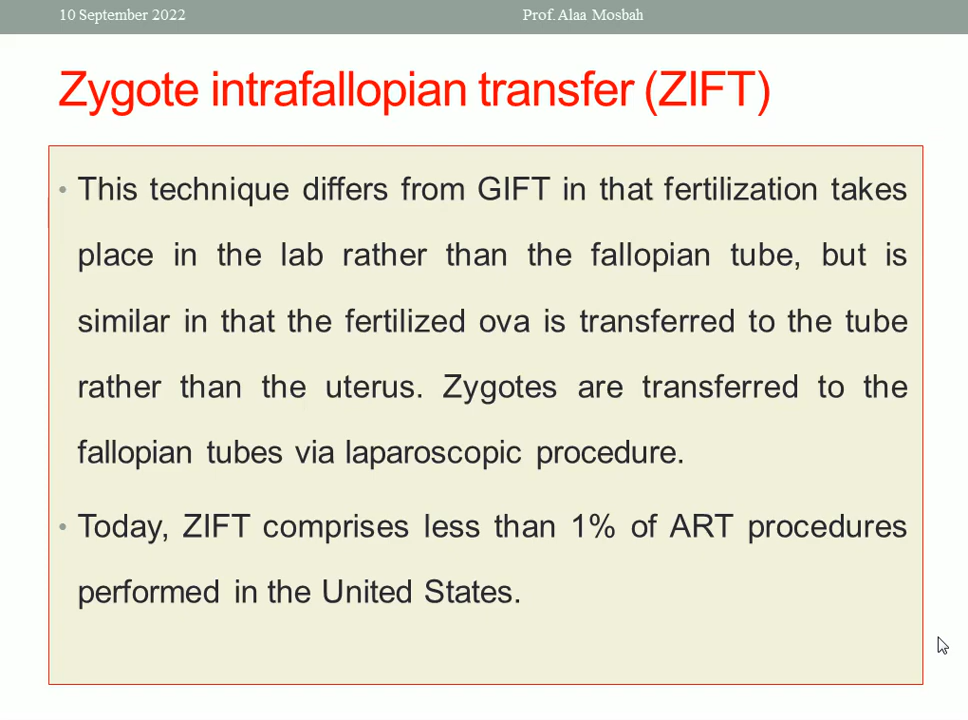 10 September 2022 Prof. Alaa Mosbah
Zygote intrafallopian transfer (ZIFT)
• This technique differs from GIFT in that fertilization takes
place in the lab rather than the fallopian tube, but is
similar in that the fertilized ova is transferred to the tube
rather than the uterus. Zygotes are transferred to the
fallopian tubes via laparoscopic procedure.
• Today, ZIFT comprises less than 1% of ART procedures
performed in the United States.